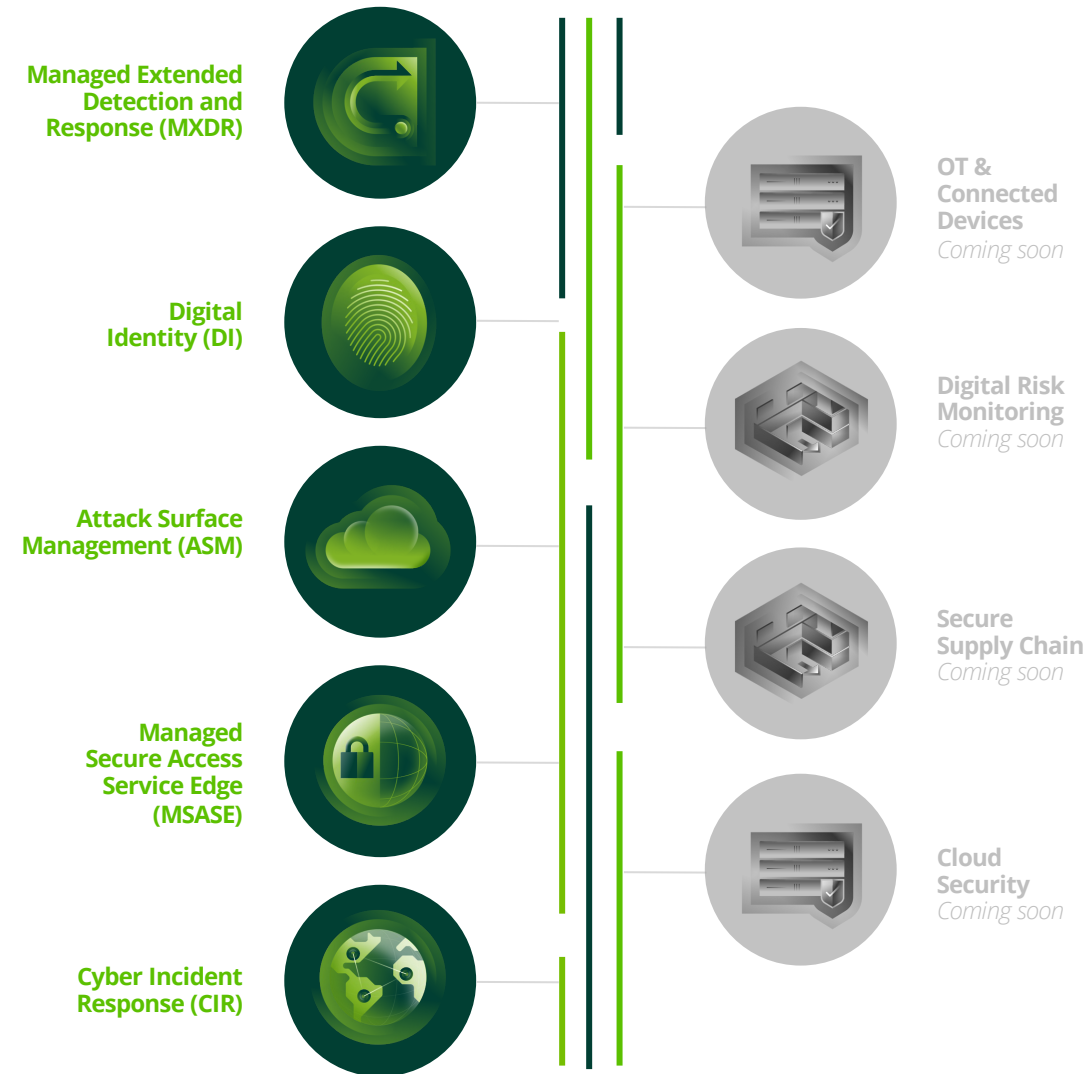 Managed Extended
Detection and
Response (MXDR)
Digital
Identity (DI)
Attack Surface
Management (ASM)
Managed
Secure Access
Service Edge
(MSASE)
Cyber Incident
Response (CIR)
OT &
Connected
Devices
Coming soon
Digital Risk
Monitoring
Coming soon
Secure
Supply Chain
Coming soon
Cloud
Security
Coming soon